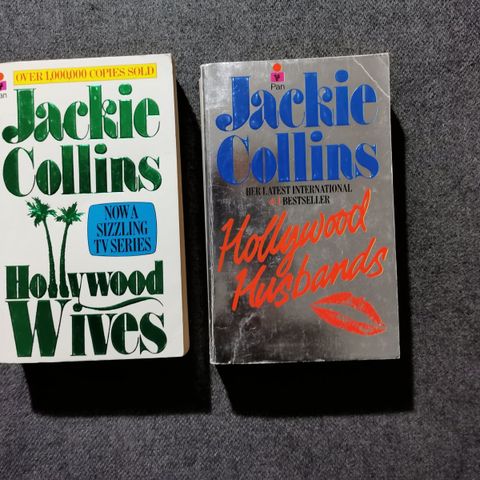 OVER 1,000,000 COPIES SOLD
Jackie
Collins
NOW A
SIZZLING
TV SERIES
Hollywood
Wives
Pan
Jackie
Collins
HER LATEST INTERNATIONAL
BESTSELLER
Hollywood
Husbands